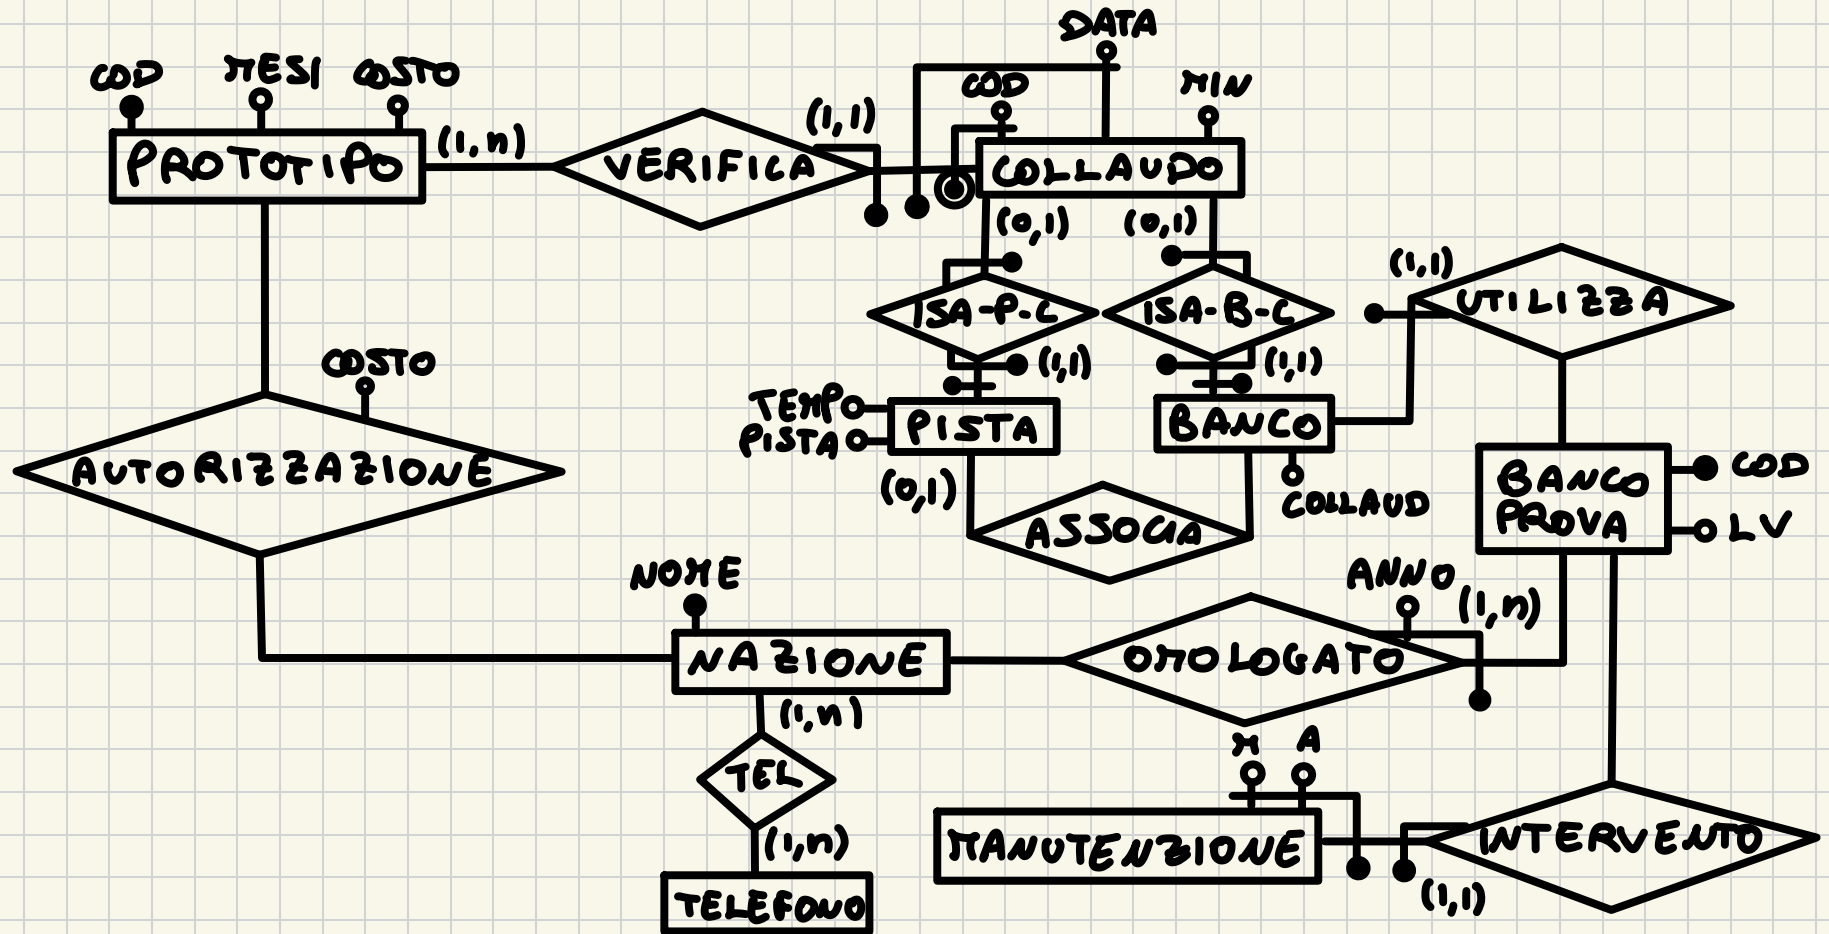 DATA
COD MESI COSTO
COD
MIN
(1,n)
(1,1)
PROTOTIPO
VERIFICA
COLLAUDO
(0,1)
(0,1)
(1,1)
ISA-P-C
ISA-B-C
UTILIZZA
COSTO
(1,1)
(1,1)
TEMP
PISTA
PISTA
BANCO
AUTORIZZAZIONE
(0,1)
COLLAUD
BANCO
PROVA
COD
LV
ASSOCIA
NOME
ANNO
(1,n)
NAZIONE
OMOLOGATO
(1,n)
M A
TEL
(1,n)
MANUTENZIONE
INTERVENTO
(1,1)
TELEFONO